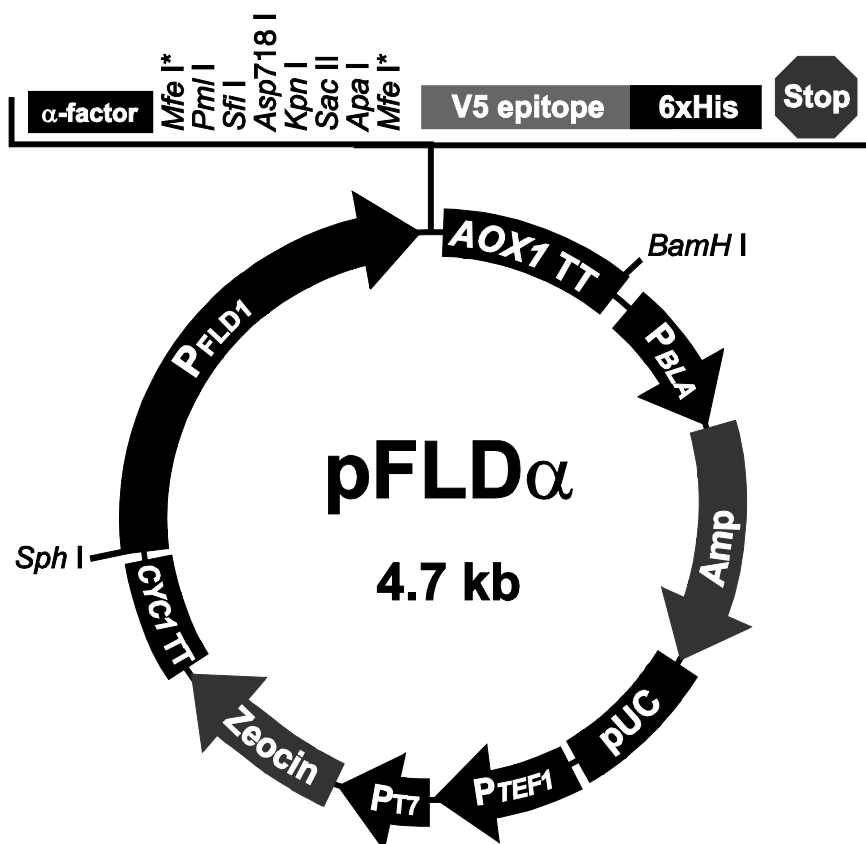 α-factor
Mfe I*
Pml I
Sfi I
Asp718 I
Kpn I
Sac II
Apa I
Mfe I*
V5 epitope
6xHis
Stop
AOX1 TT
BamH I
PBLA
Amp
pUC
PTEF1
PT7
Zeocin
CYC1 TT
Sph I
PFLD1
pFLDα
4.7 kb